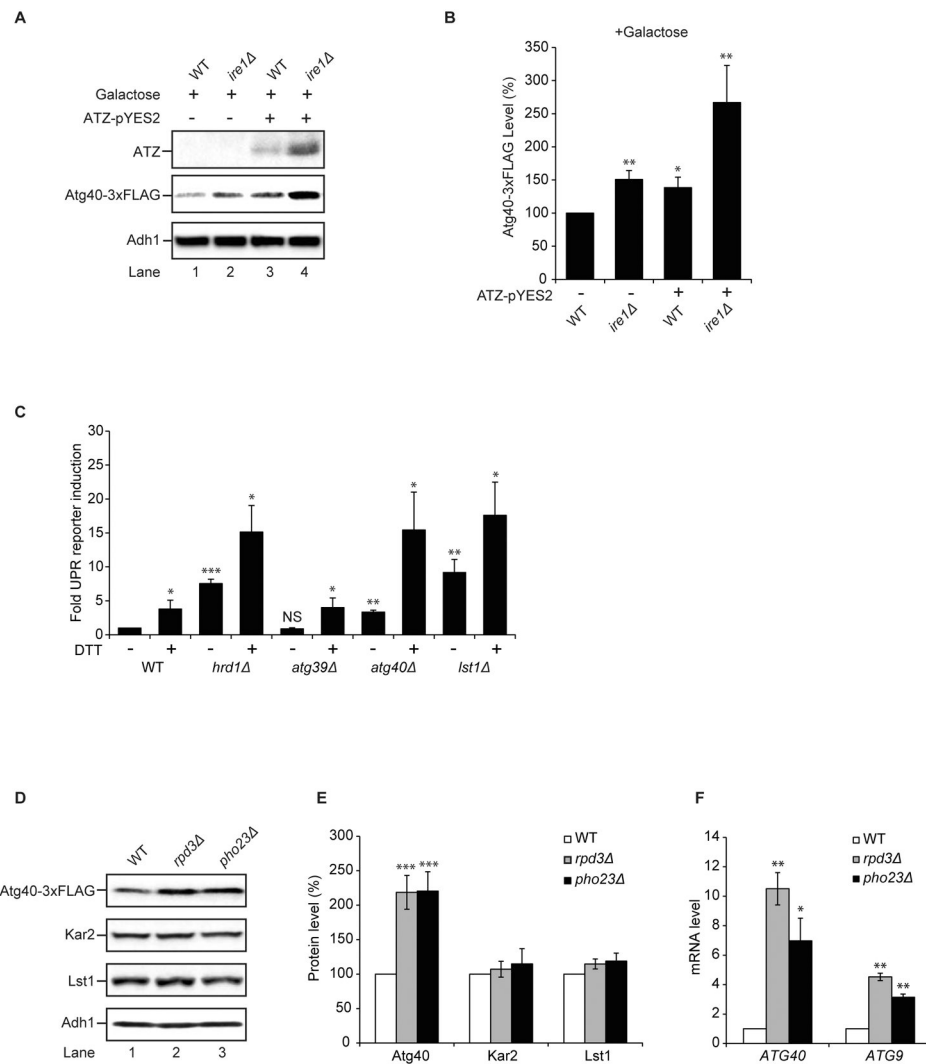 A
WT ire1Δ WT ire1Δ
Galactose + + + +
ATZ-pYES2 - - + +
ATZ
Atg40-3xFLAG
Adh1
Lane 1 2 3 4
B
+Galactose
Atg40-3xFLAG Level (%)
350
300
250
200
150
100
50
0
** * **
ATZ-pYES2 - - + +
WT ire1Δ WT ire1Δ
C
Fold UPR reporter induction
30
25
20
15
10
5
0
* *** * NS * ** * ** *
DTT - + - + - + - + - +
WT hrd1Δ atg39Δ atg40Δ lst1Δ
D
WT rpd3Δ pho23Δ
Atg40-3xFLAG
Kar2
Lst1
Adh1
Lane 1 2 3
E
Protein level (%)
300
250
200
150
100
50
0
WT
rpd3Δ
pho23Δ
*** ***
Atg40 Kar2 Lst1
F
mRNA level
14
12
10
8
6
4
2
0
WT
rpd3Δ
pho23Δ
** * ** **
ATG40 ATG9